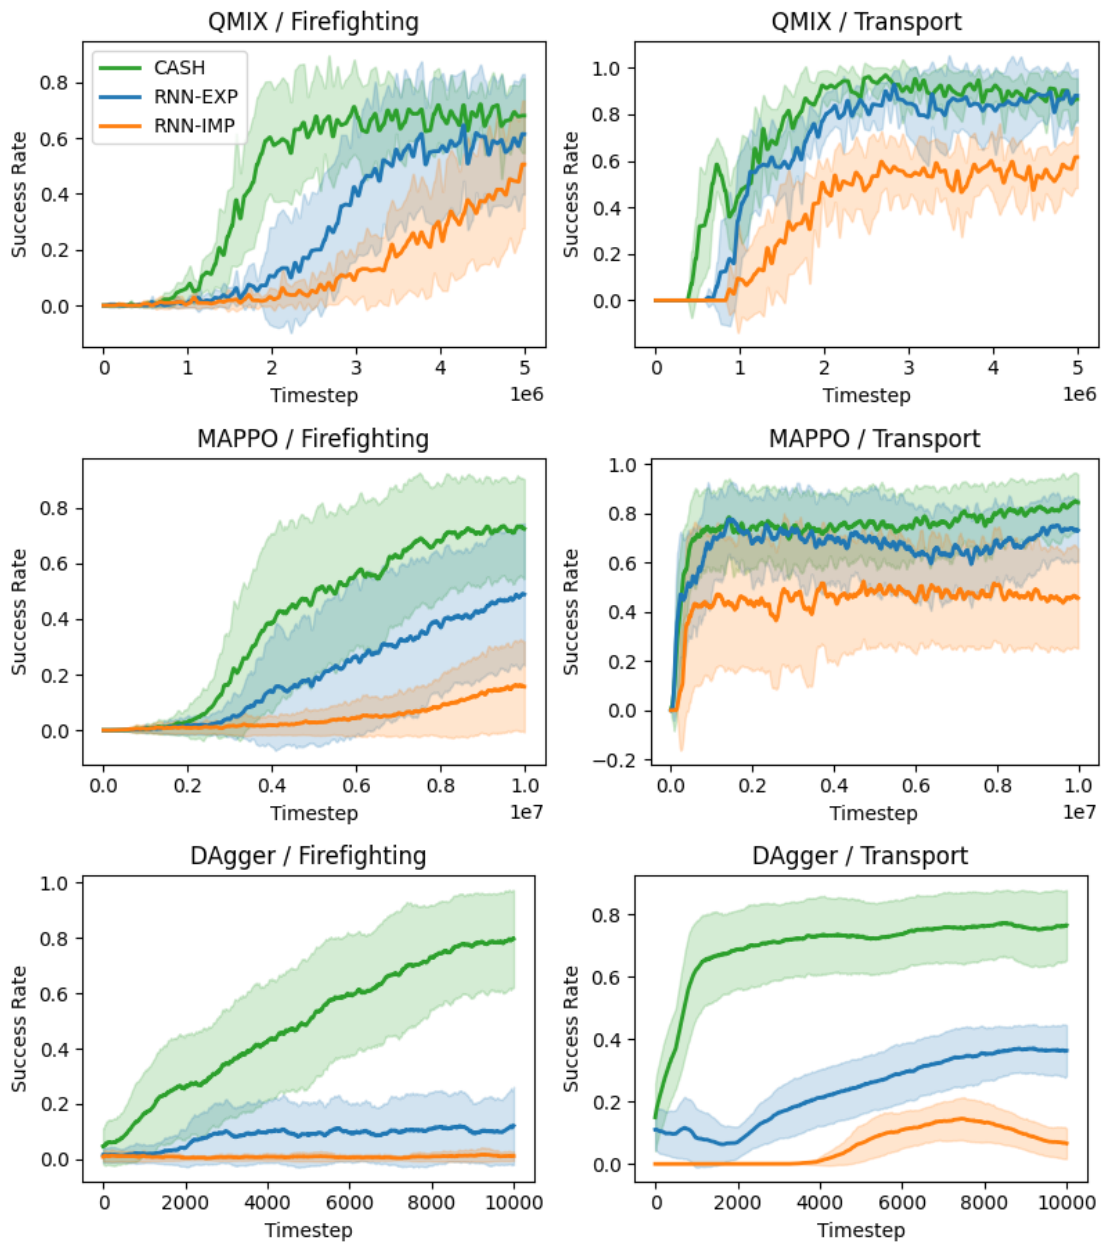 QMIX / Firefighting
CASH
RNN-EXP
RNN-IMP
Success Rate
0.8
0.6
0.4
0.2
0.0
0 1 2 3 4 5
1e6
Timestep
QMIX / Transport
Success Rate
1.0
0.8
0.6
0.4
0.2
0.0
0 1 2 3 4 5
1e6
Timestep
MAPPO / Firefighting
Success Rate
0.8
0.6
0.4
0.2
0.0
0.0 0.2 0.4 0.6 0.8 1.0
1e7
Timestep
MAPPO / Transport
Success Rate
1.0
0.8
0.6
0.4
0.2
0.0
−0.2
0.0 0.2 0.4 0.6 0.8 1.0
1e7
Timestep
DAgger / Firefighting
Success Rate
1.0
0.8
0.6
0.4
0.2
0.0
0 2000 4000 6000 8000 10000
Timestep
DAgger / Transport
Success Rate
0.8
0.6
0.4
0.2
0.0
0 2000 4000 6000 8000 10000
Timestep